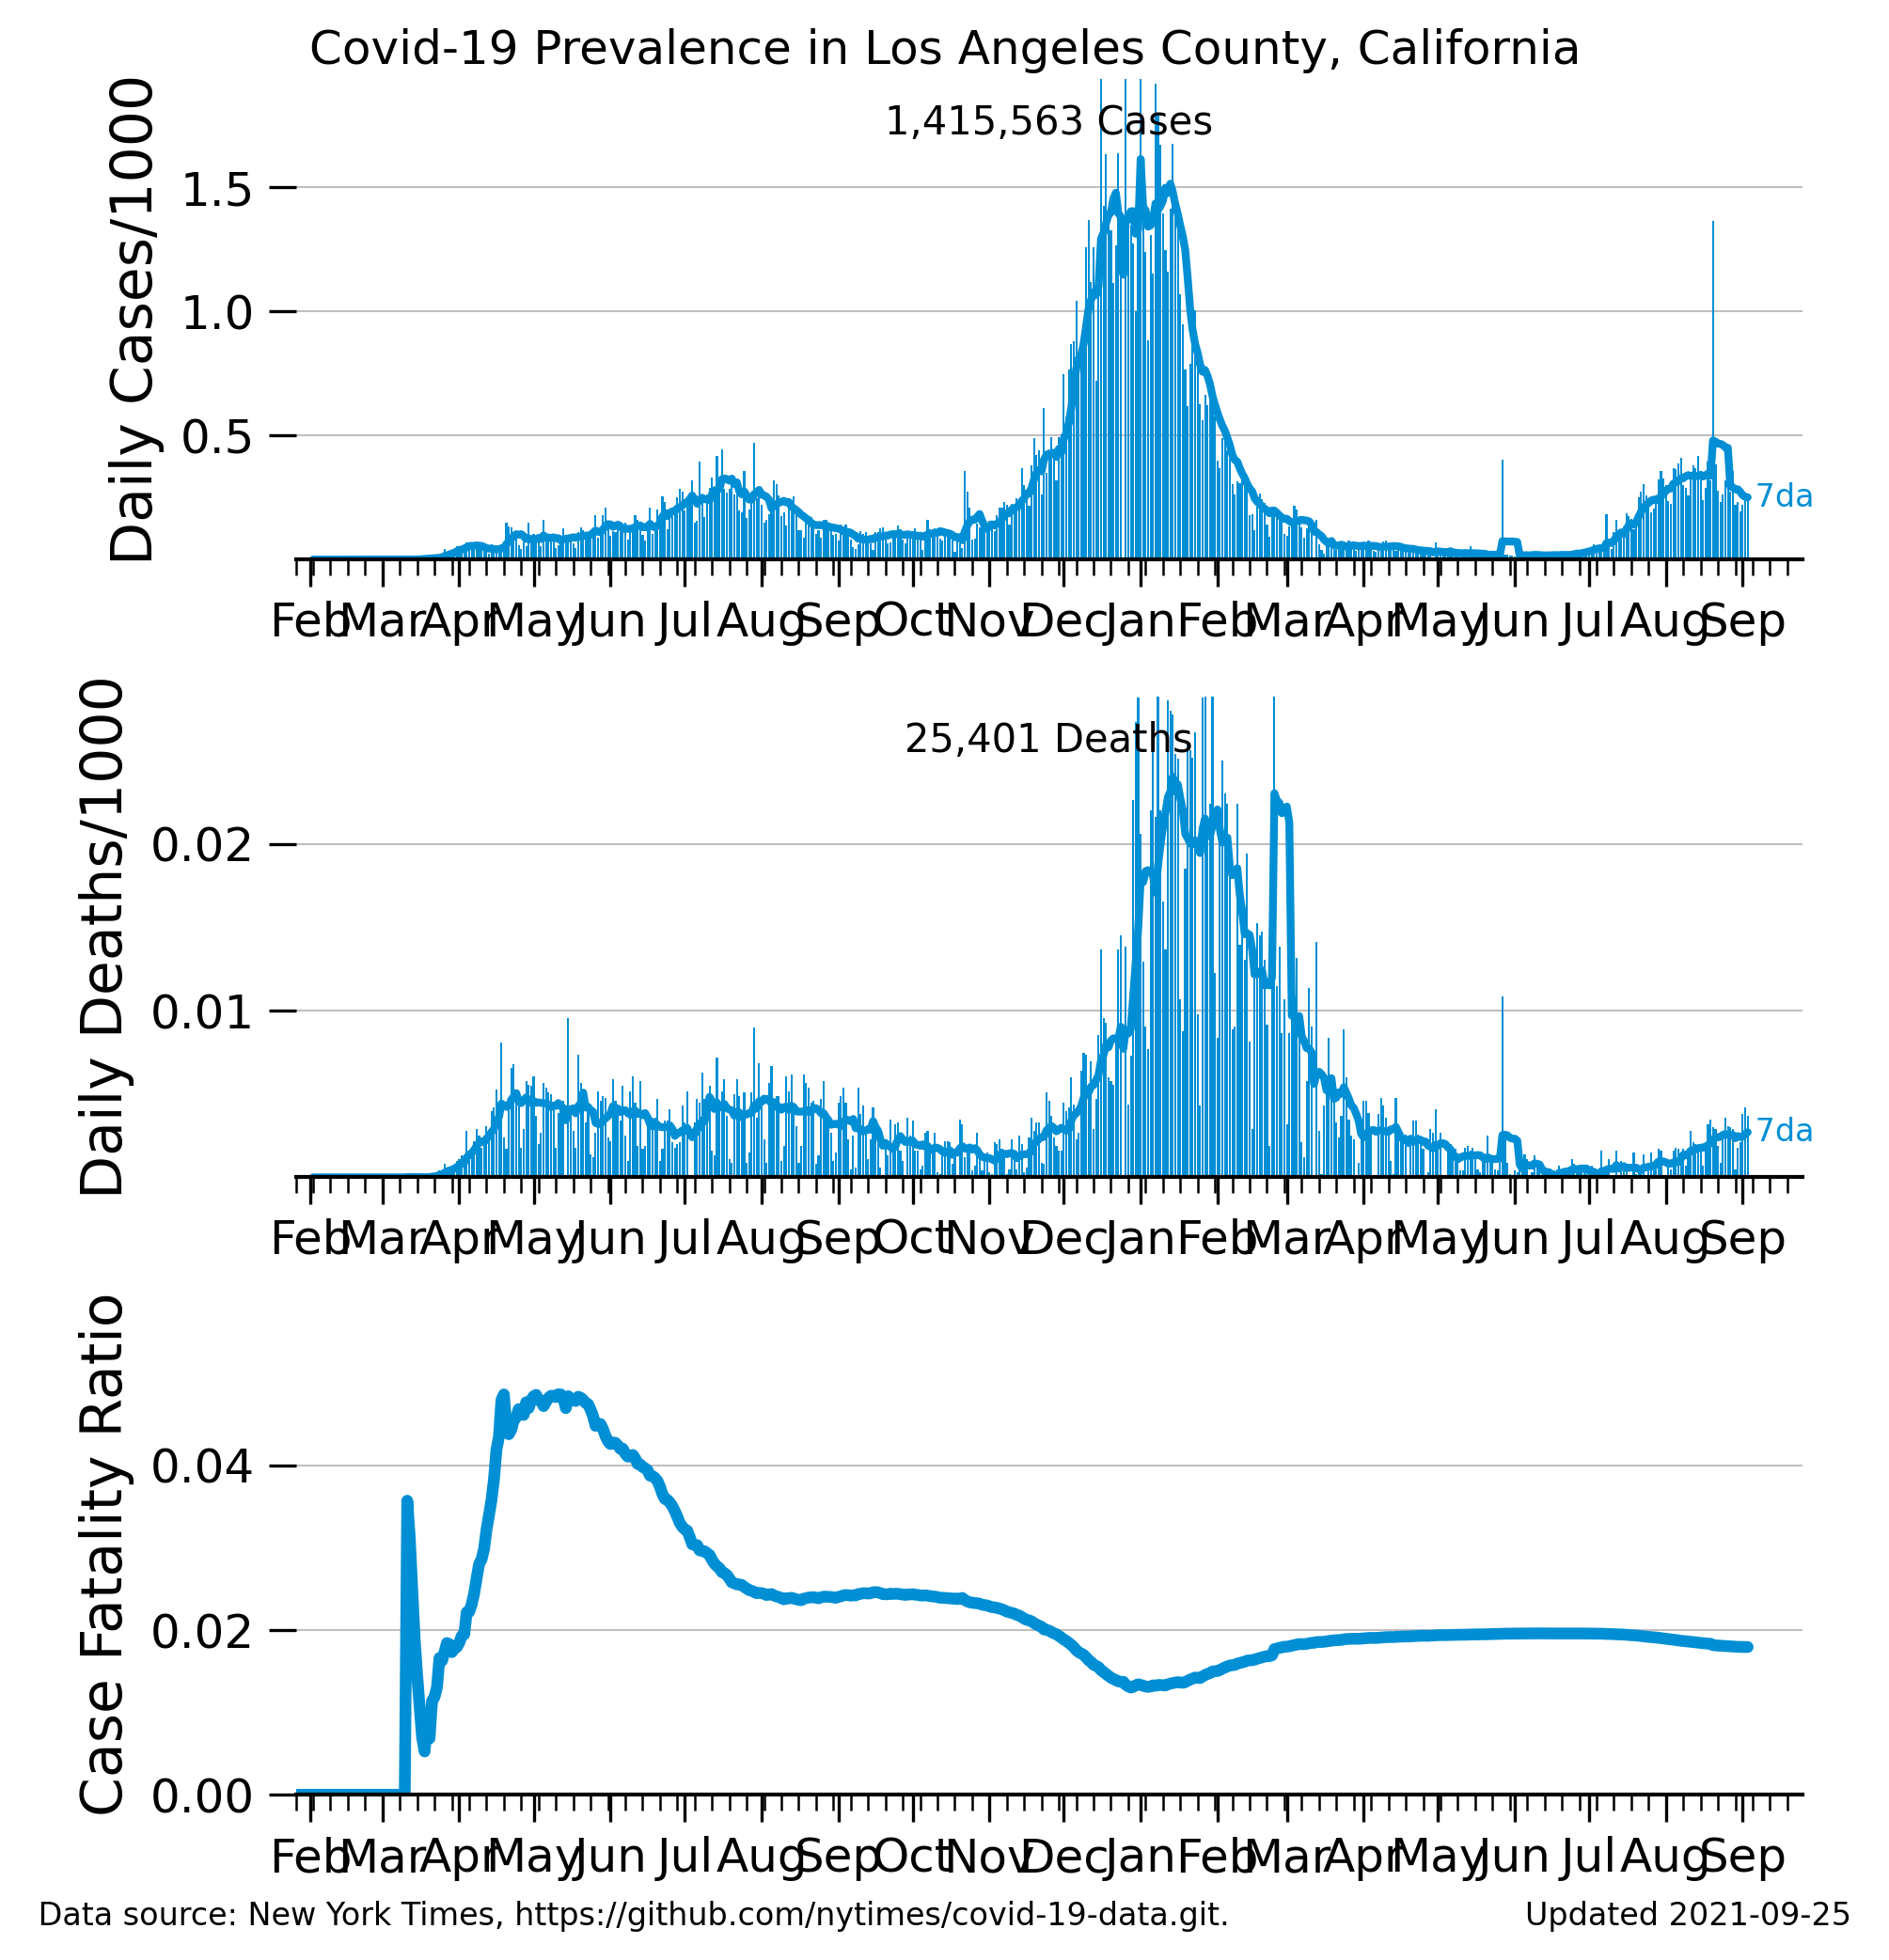 Covid-19 Prevalence in Los Angeles County, California
Daily Cases/1000
1,415,563 Cases
1.5
1.0
0.5
7da
Feb Mar Apr May Jun Jul Aug Sep Oct Nov Dec Jan Feb Mar Apr May Jun Jul Aug Sep
Daily Deaths/1000
25,401 Deaths
0.02
0.01
7da
Feb Mar Apr May Jun Jul Aug Sep Oct Nov Dec Jan Feb Mar Apr May Jun Jul Aug Sep
Case Fatality Ratio
0.04
0.02
0.00
Feb Mar Apr May Jun Jul Aug Sep Oct Nov Dec Jan Feb Mar Apr May Jun Jul Aug Sep
Data source: New York Times, https://github.com/nytimes/covid-19-data.git. Updated 2021-09-25